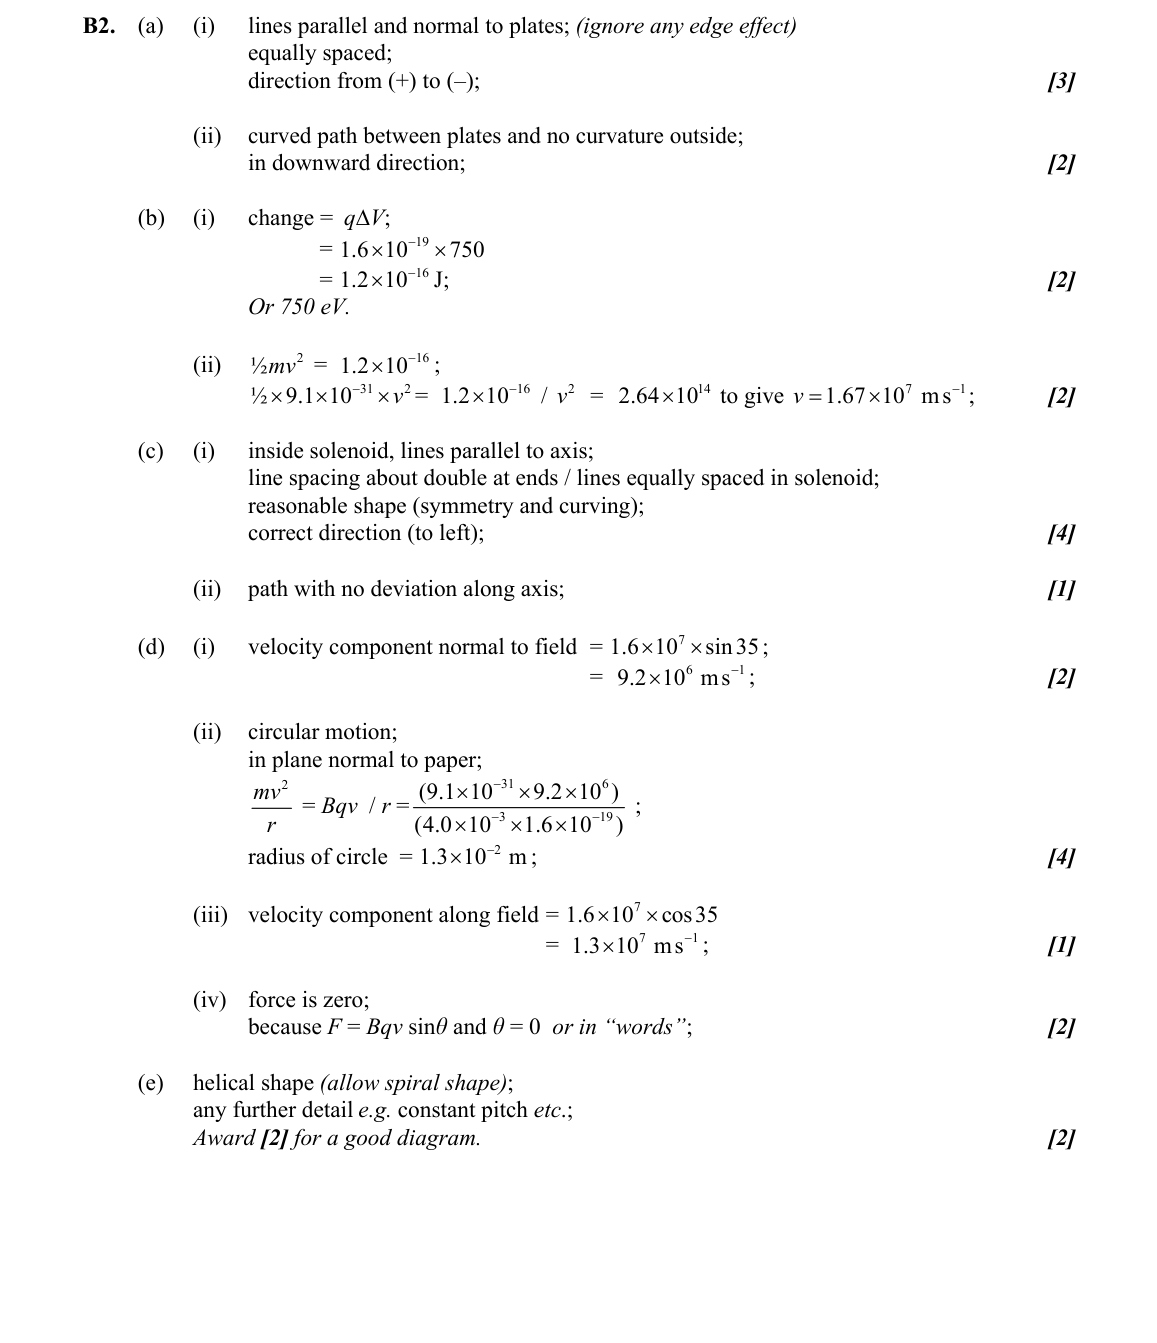 B2. (a) (i) lines parallel and normal to plates; (ignore any edge effect)
equally spaced;
direction from (+) to (–); [3]
(ii) curved path between plates and no curvature outside;
in downward direction; [2]
(b) (i) change = qΔV;
= 1.6×10⁻¹⁹ ×750
= 1.2×10⁻¹⁶ J; [2]
Or 750 eV.
(ii) ½mv² = 1.2×10⁻¹⁶ ;
½×9.1×10⁻³¹ ×v² = 1.2×10⁻¹⁶ / v² = 2.64×10¹⁴ to give v=1.67×10⁷ ms⁻¹; [2]
(c) (i) inside solenoid, lines parallel to axis;
line spacing about double at ends / lines equally spaced in solenoid;
reasonable shape (symmetry and curving);
correct direction (to left); [4]
(ii) path with no deviation along axis; [1]
(d) (i) velocity component normal to field = 1.6×10⁷ ×sin35;
= 9.2×10⁶ ms⁻¹; [2]
(ii) circular motion;
in plane normal to paper;
mv²/r = Bqv / r = (9.1×10⁻³¹ ×9.2×10⁶)/(4.0×10⁻³ ×1.6×10⁻¹⁹) ;
radius of circle = 1.3×10⁻² m; [4]
(iii) velocity component along field = 1.6×10⁷ ×cos35
= 1.3×10⁷ ms⁻¹; [1]
(iv) force is zero;
because F = Bqv sinθ and θ = 0 or in “words”; [2]
(e) helical shape (allow spiral shape);
any further detail e.g. constant pitch etc.;
Award [2] for a good diagram. [2]